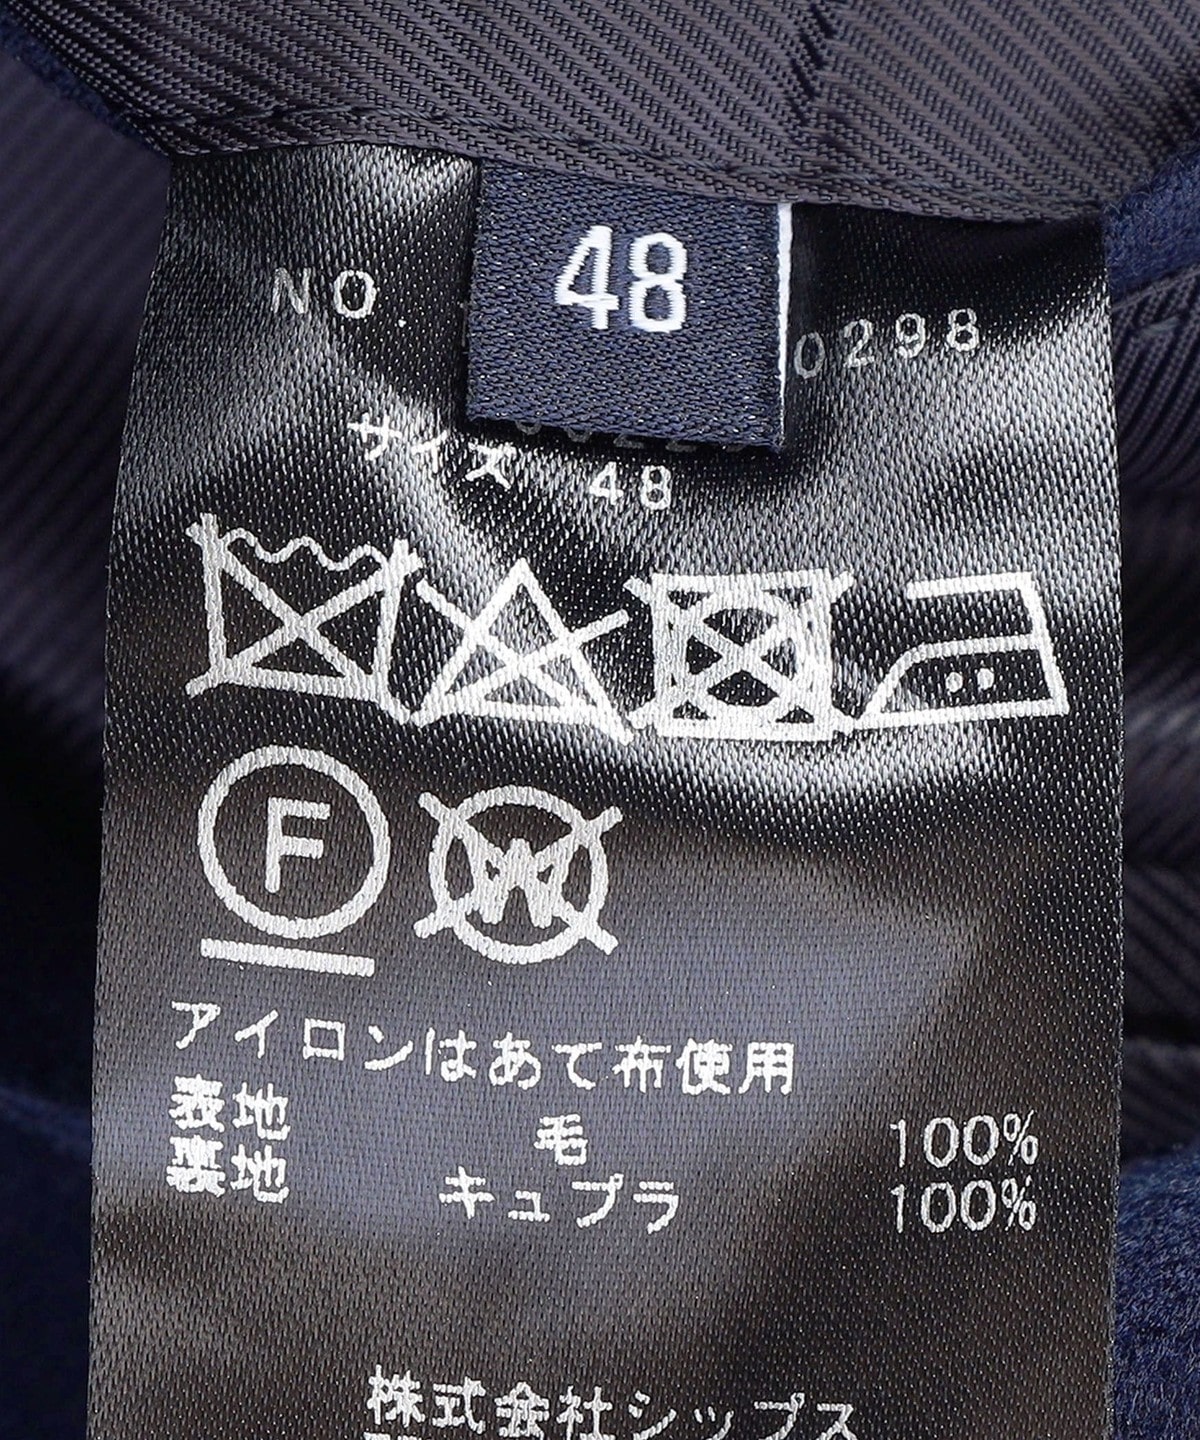 48
NO. 0298
サイズ 48
F
W
アイロンはあて布使用
表地 毛 100%
裏地 キュプラ 100%
株式会社シップス